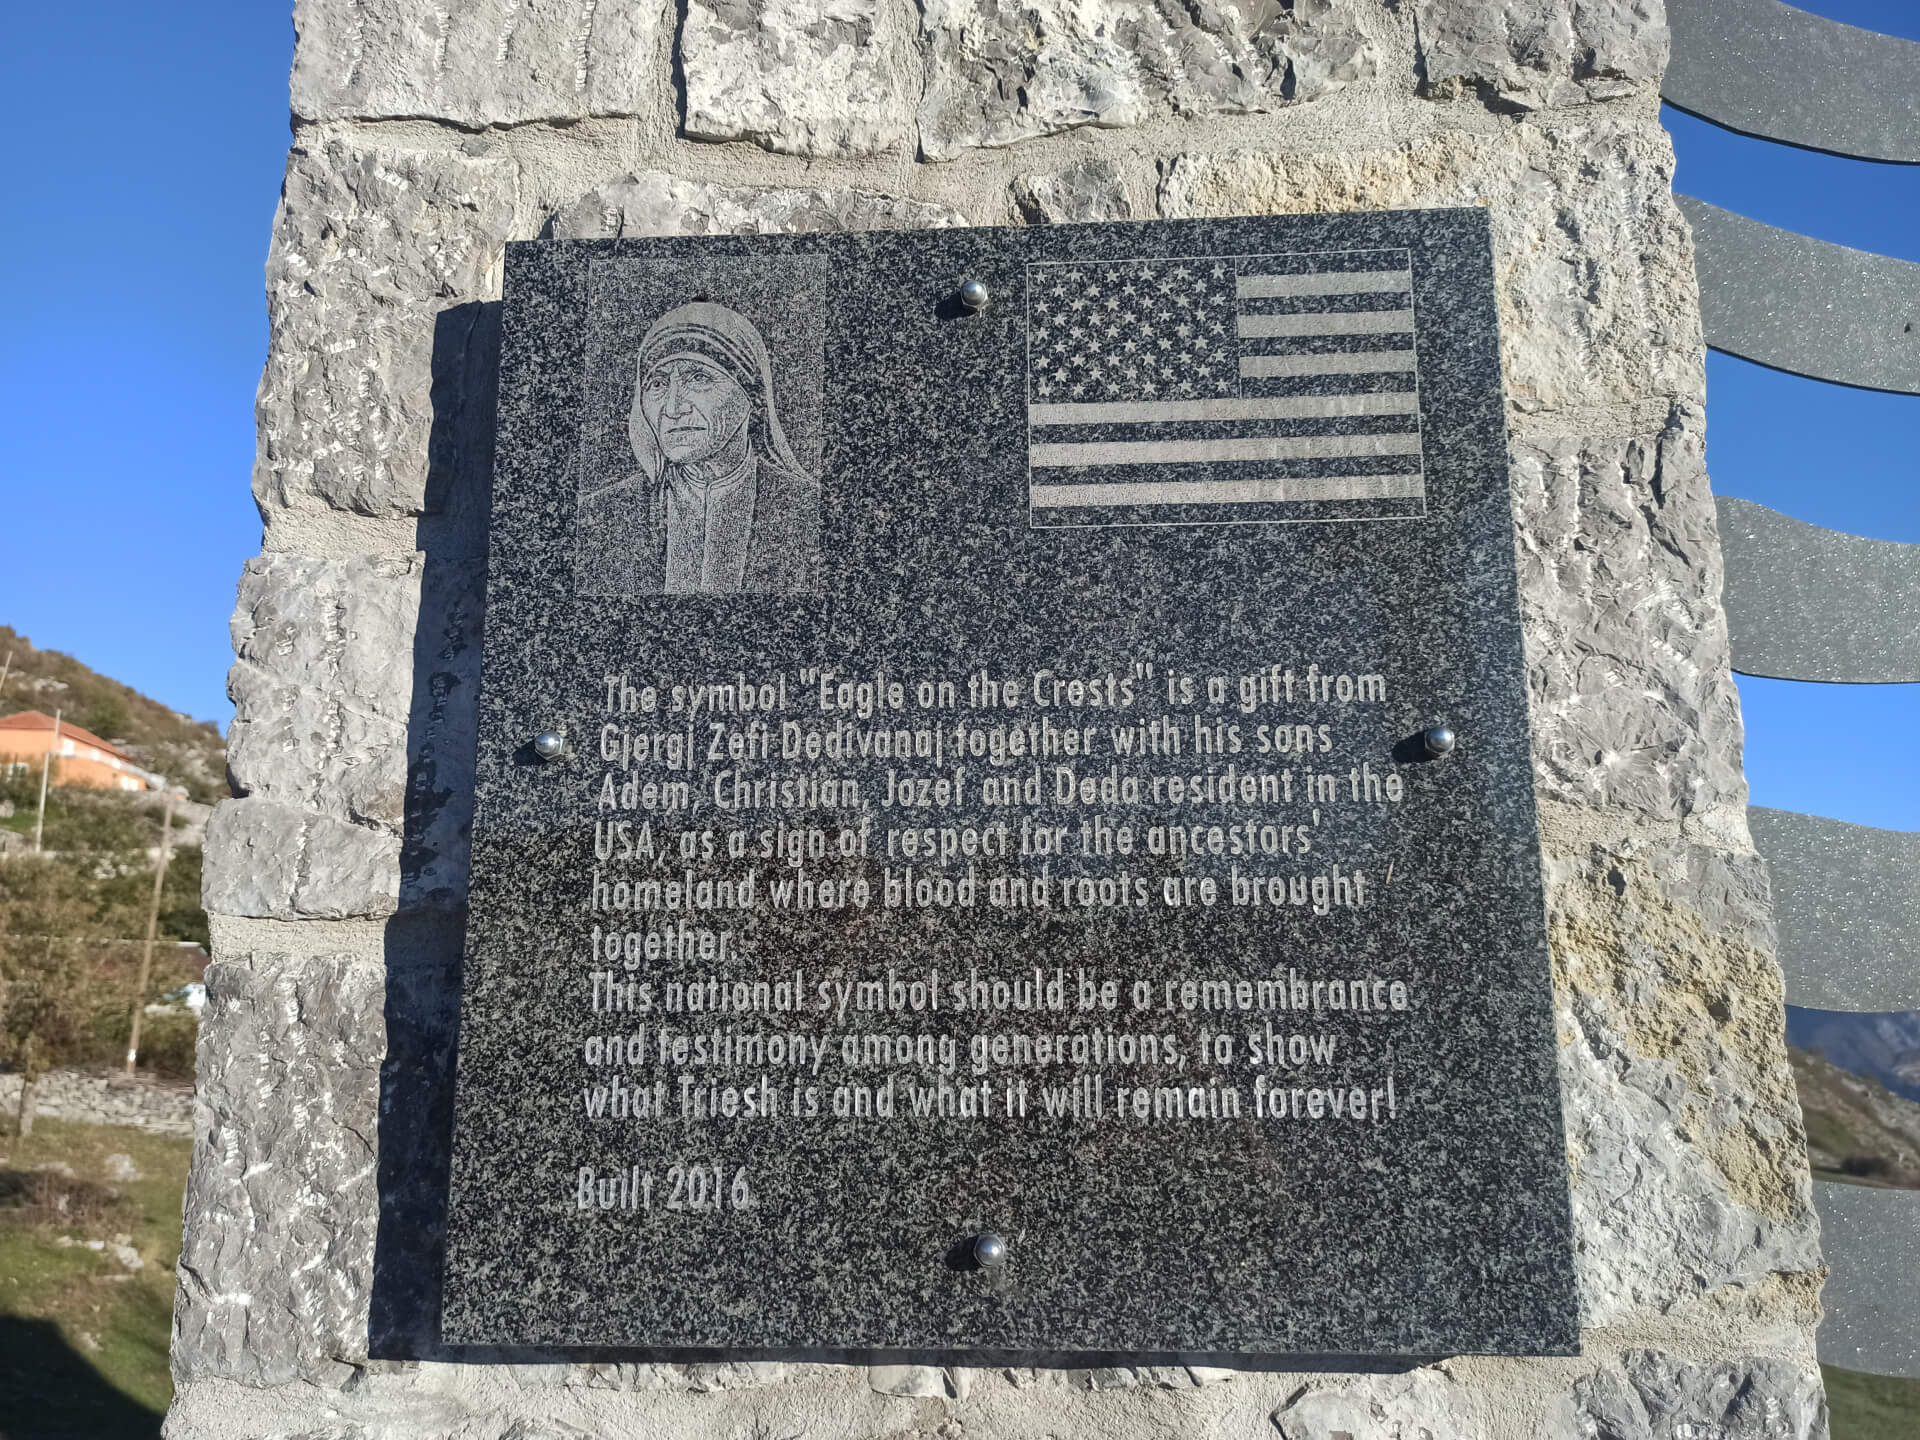 The symbol "Eagle on the Crests" is a gift from
Gjergj Zefi Dedivanaj together with his sons
Adem, Christian, Jozef and Deda resident in the
USA, as a sign of respect for the ancestors'
homeland where blood and roots are brought
together.
This national symbol should be a remembrance
and testimony among generations, to show
what Triesh is and what it will remain forever!
Built 2016